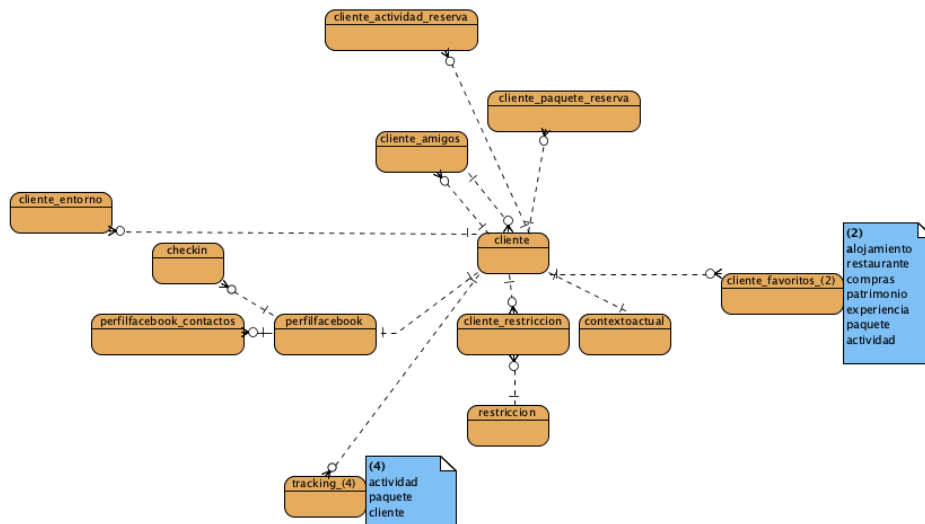 cliente_actividad_reserva
cliente_paquete_reserva
cliente_amigos
cliente_entorno
cliente
checkin
cliente_favoritos_(2)
(2)
alojamiento
restaurante
compras
patrimonio
experiencia
paquete
actividad
perfilfacebook_contactos
perfilfacebook
cliente_restriccion
contextoactual
restriccion
tracking_(4)
(4)
actividad
paquete
cliente